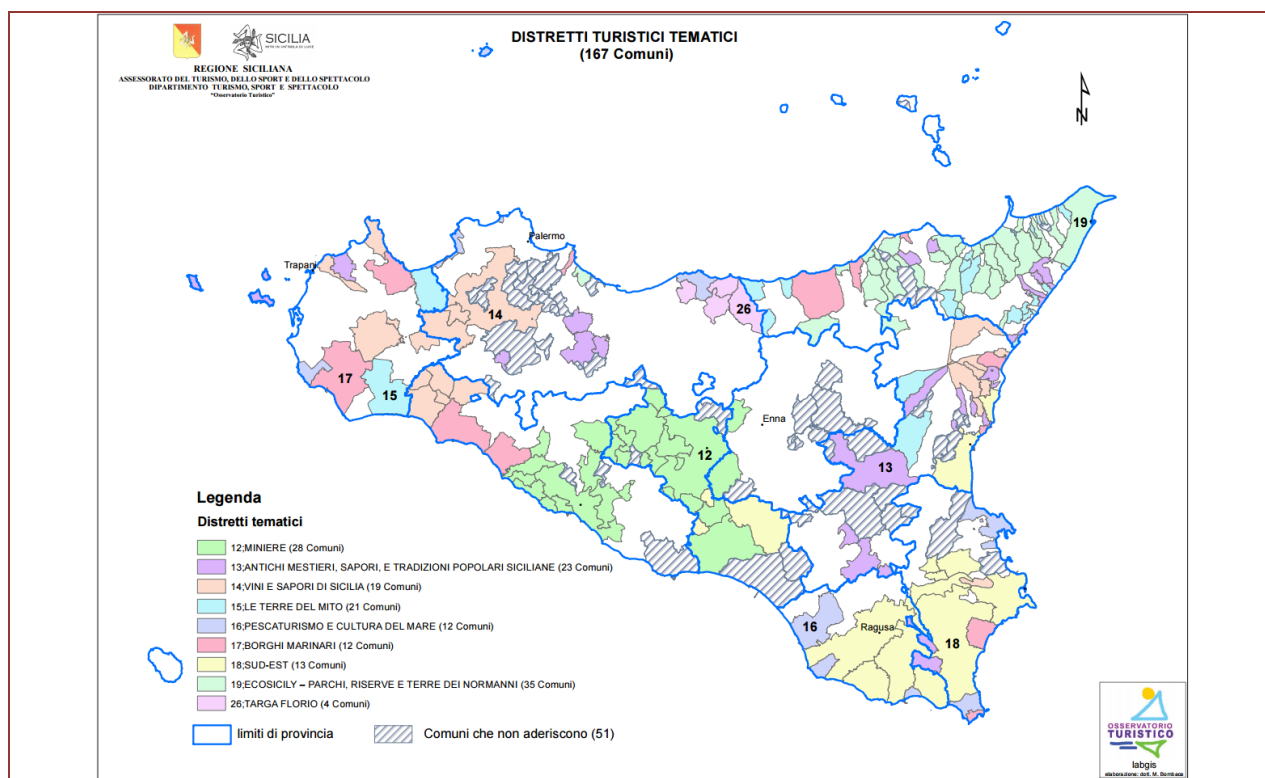 SICILIA
REGIONE SICILIANA
ASSESSORATO DEL TURISMO, DELLO SPORT E DELLO SPETTACOLO
DIPARTIMENTO TURISMO, SPORT E SPETTACOLO
"Osservatorio Turistico"
DISTRETTI TURISTICI TEMATICI
(167 Comuni)
N
Palermo
19
Trapani
26
14
17
15
Enna
12
13
16
Ragusa
18
Legenda
Distretti tematici
12;MINIERE (28 Comuni)
13;ANTICHI MESTIERI, SAPORI, E TRADIZIONI POPOLARI SICILIANE (23 Comuni)
14;VINI E SAPORI DI SICILIA (19 Comuni)
15;LE TERRE DEL MITO (21 Comuni)
16;PESCATURISMO E CULTURA DEL MARE (12 Comuni)
17;BORGHI MARINARI (12 Comuni)
18;SUD-EST (13 Comuni)
19;ECOSICILY – PARCHI, RISERVE E TERRE DEI NORMANNI (35 Comuni)
26;TARGA FLORIO (4 Comuni)
limiti di provincia
Comuni che non aderiscono (51)
OSSERVATORIO
TURISTICO
labgis
elaborazione: dott. M. Bombaca